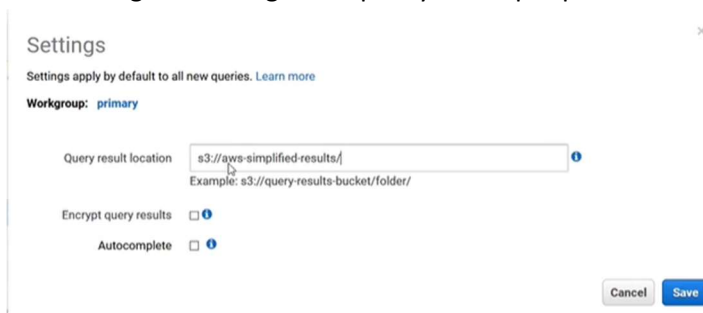 Settings
Settings apply by default to all new queries. Learn more
Workgroup: primary
Query result location s3://aws-simplified-results/
Example: s3://query-results-bucket/folder/
Encrypt query results
Autocomplete
Cancel Save